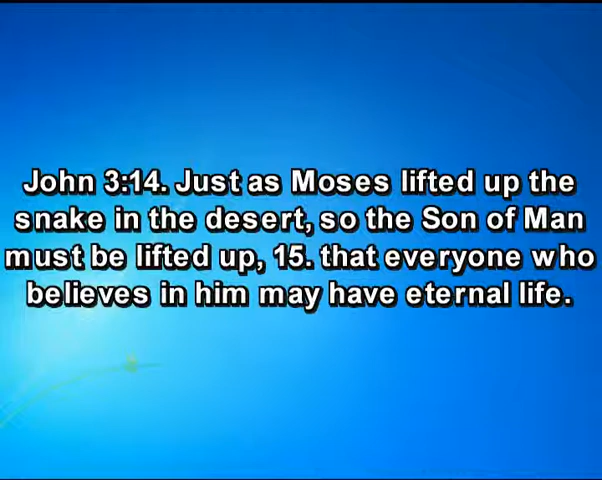 John 3:14. Just as Moses lifted up the
snake in the desert, so the Son of Man
must be lifted up, 15. that everyone who
believes in him may have eternal life.